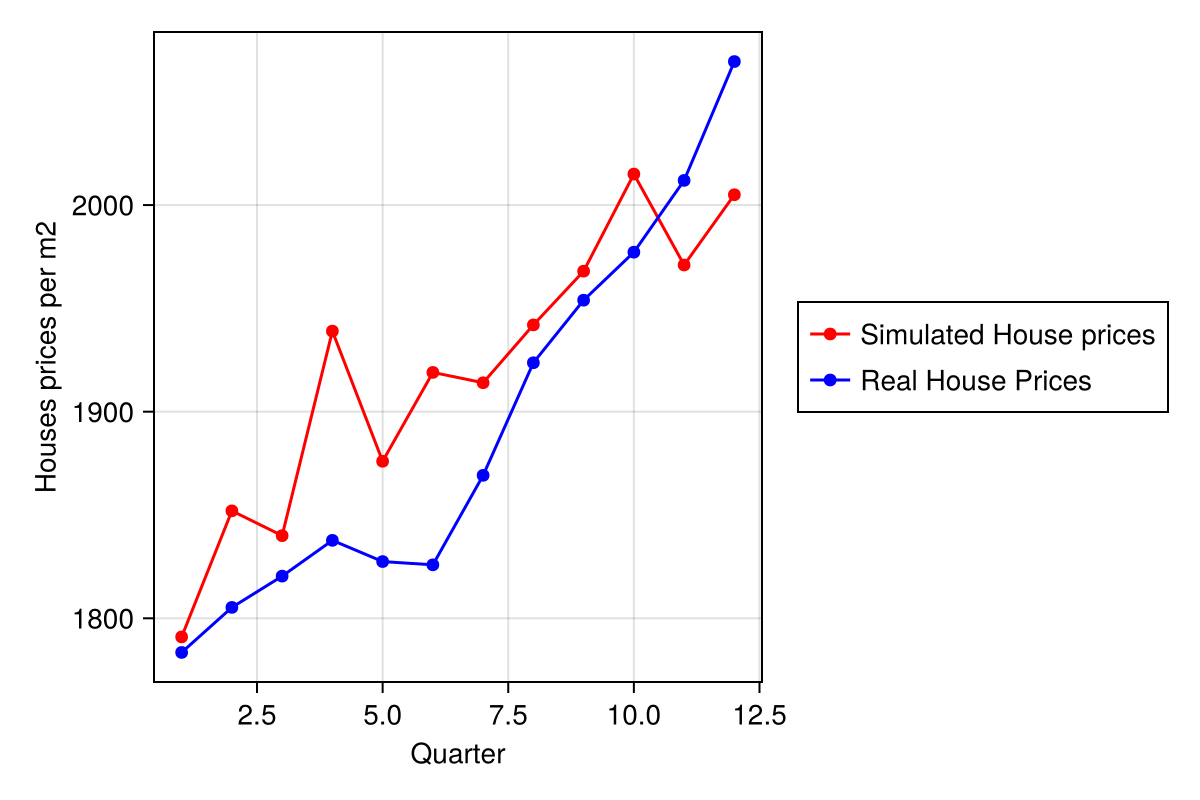 Houses prices per m2
2000
1900
1800
2.5 5.0 7.5 10.0 12.5
Quarter
Simulated House prices
Real House Prices